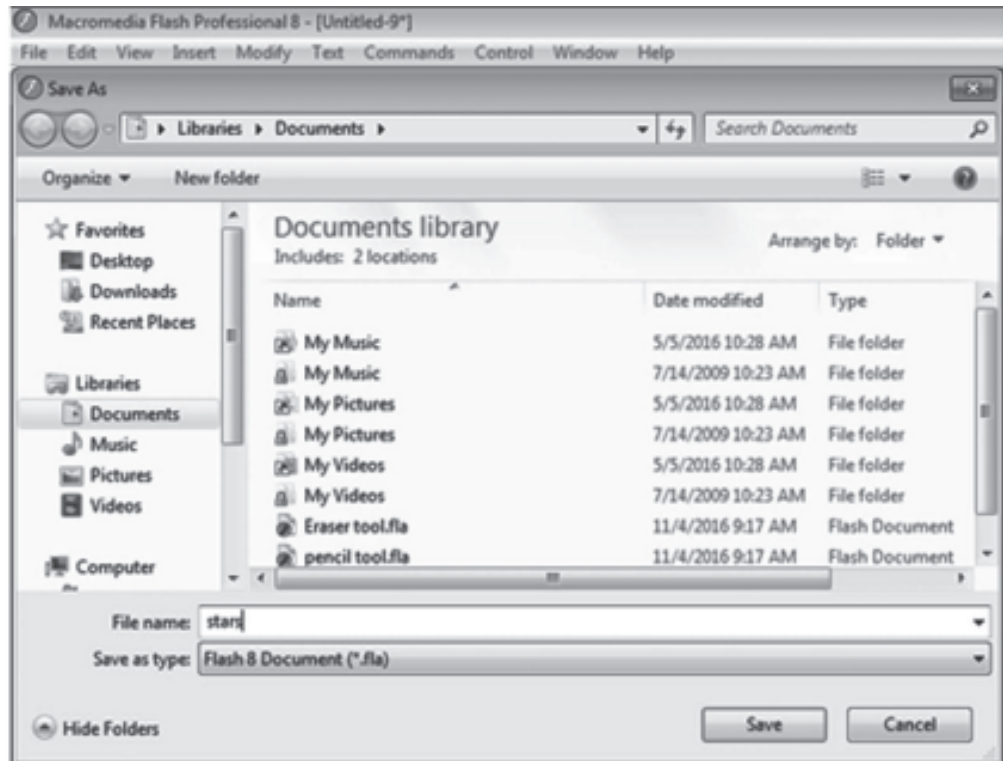 Macromedia Flash Professional 8 - [Untitled-9*]
File Edit View Insert Modify Text Commands Control Window Help
Save As
Libraries Documents
Search Documents
Organize New folder
Favorites
Desktop
Downloads
Recent Places
Libraries
Documents
Music
Pictures
Videos
Computer
Documents library
Includes: 2 locations
Arrange by: Folder
Name Date modified Type
My Music 5/5/2016 10:28 AM File folder
My Music 7/14/2009 10:23 AM File folder
My Pictures 5/5/2016 10:28 AM File folder
My Pictures 7/14/2009 10:23 AM File folder
My Videos 5/5/2016 10:28 AM File folder
My Videos 7/14/2009 10:23 AM File folder
Eraser tool.fla 11/4/2016 9:17 AM Flash Document
pencil tool.fla 11/4/2016 9:17 AM Flash Document
File name: stars
Save as type: Flash 8 Document (*.fla)
Hide Folders
Save Cancel